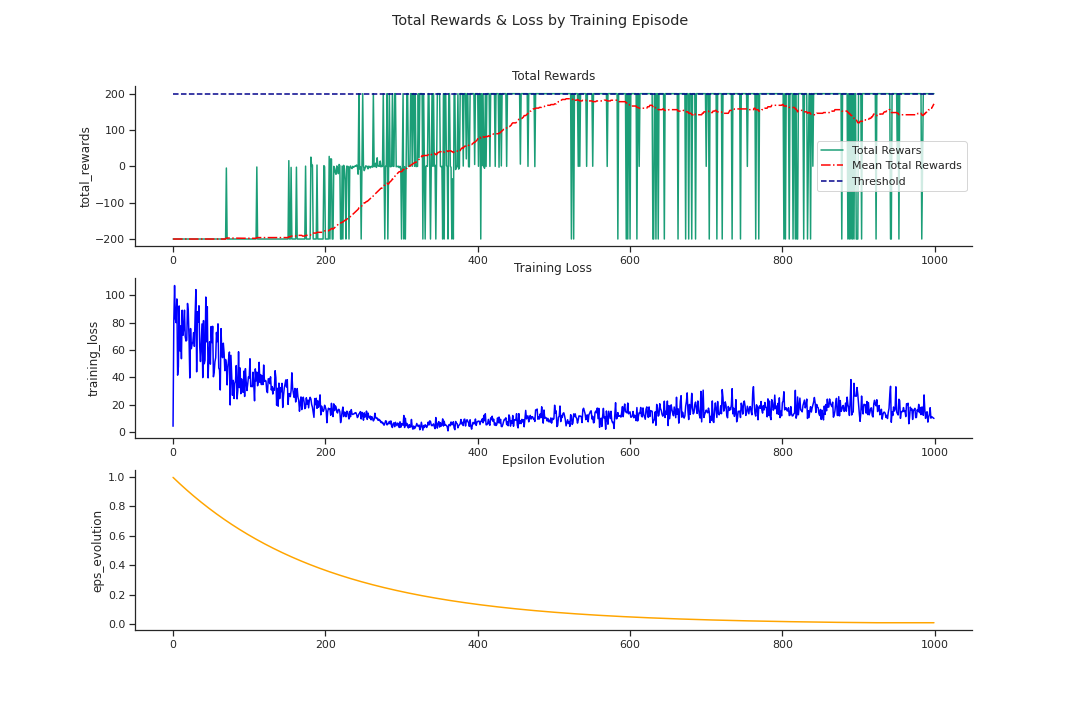 Total Rewards & Loss by Training Episode
Total Rewards
200
100
0
−100
−200
total_rewards
Total Rewars
Mean Total Rewards
Threshold
0 200 400 600 800 1000
Training Loss
100
80
60
40
20
0
training_loss
0 200 400 600 800 1000
Epsilon Evolution
1.0
0.8
0.6
0.4
0.2
0.0
eps_evolution
0 200 400 600 800 1000